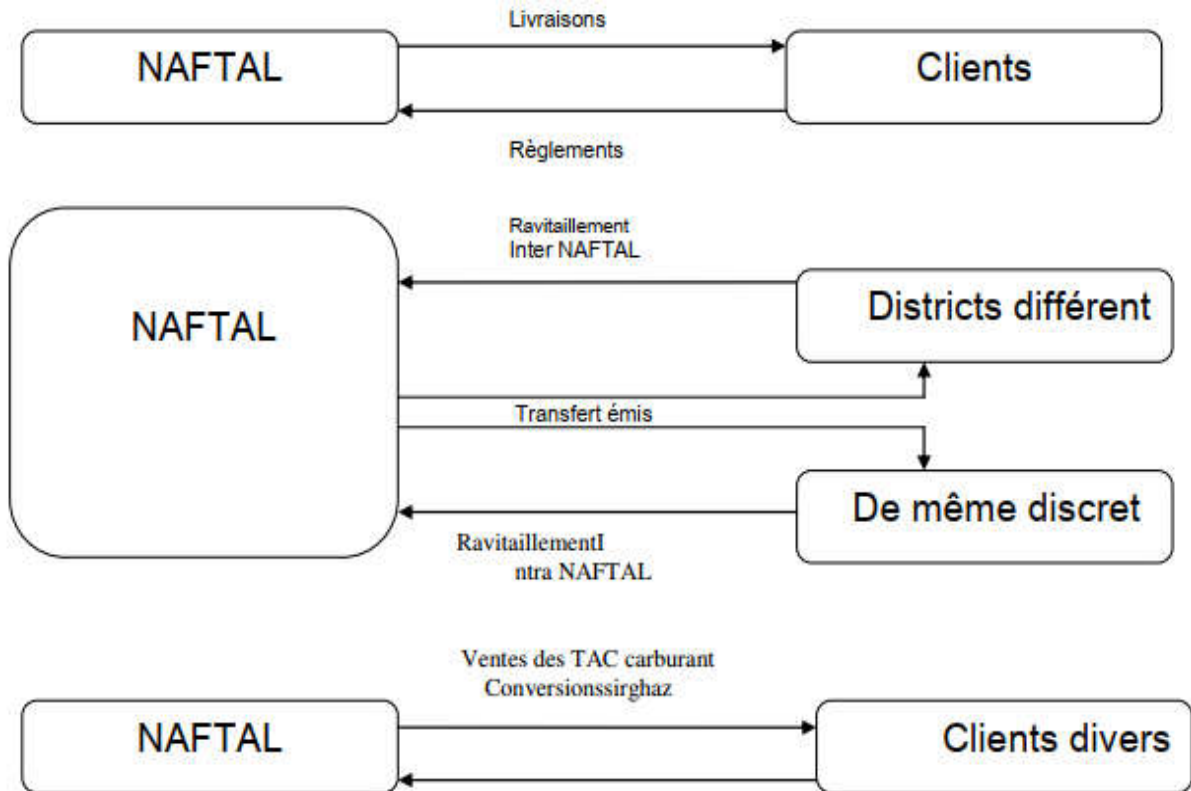 Livraisons
NAFTAL
Clients
Règlements
Ravitaillement
Inter NAFTAL
Districts différent
NAFTAL
Transfert émis
De même discret
RavitaillementI
ntra NAFTAL
Ventes des TAC carburant
Conversionssirghaz
NAFTAL
Clients divers